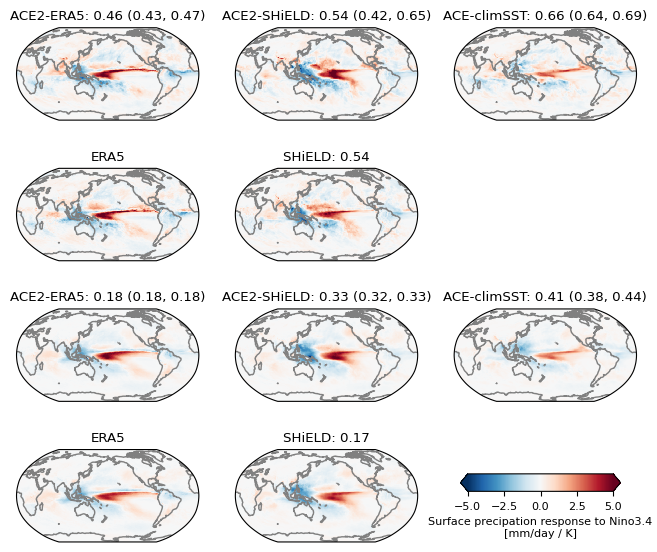 ACE2-ERA5: 0.46 (0.43, 0.47) ACE2-SHiELD: 0.54 (0.42, 0.65) ACE-climSST: 0.66 (0.64, 0.69)
ERA5 SHiELD: 0.54
ACE2-ERA5: 0.18 (0.18, 0.18) ACE2-SHiELD: 0.33 (0.32, 0.33) ACE-climSST: 0.41 (0.38, 0.44)
ERA5 SHiELD: 0.17
−5.0 −2.5 0.0 2.5 5.0
Surface precipation response to Nino3.4
[mm/day / K]